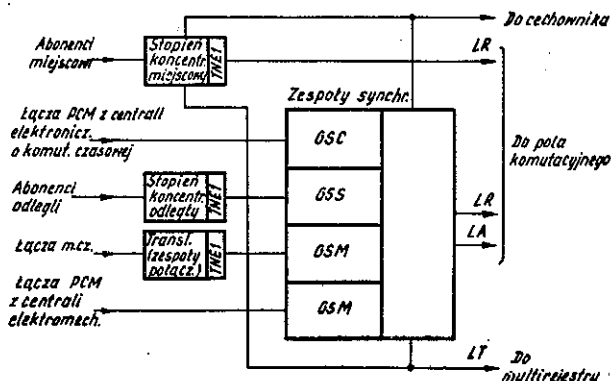 Do cechownika
Abonenci
miejscowi
Stopień
koncentr.
miejscowy
TNE1
LR
Zespoły synchr.
Łącza PCM z centrali
elektronicz.
o komut. czasowej
GSC
Do pola
komutacyjnego
Abonenci
odlegli
Stopień
koncentr.
odległy
TNE1
GSS
LR
LA
Łącza m.cz.
Transl.
(zespoły
połącz.)
TNE1
GSM
Łącza PCM
z centrali
elektromech.
GSM
LT
Do
multirejestru